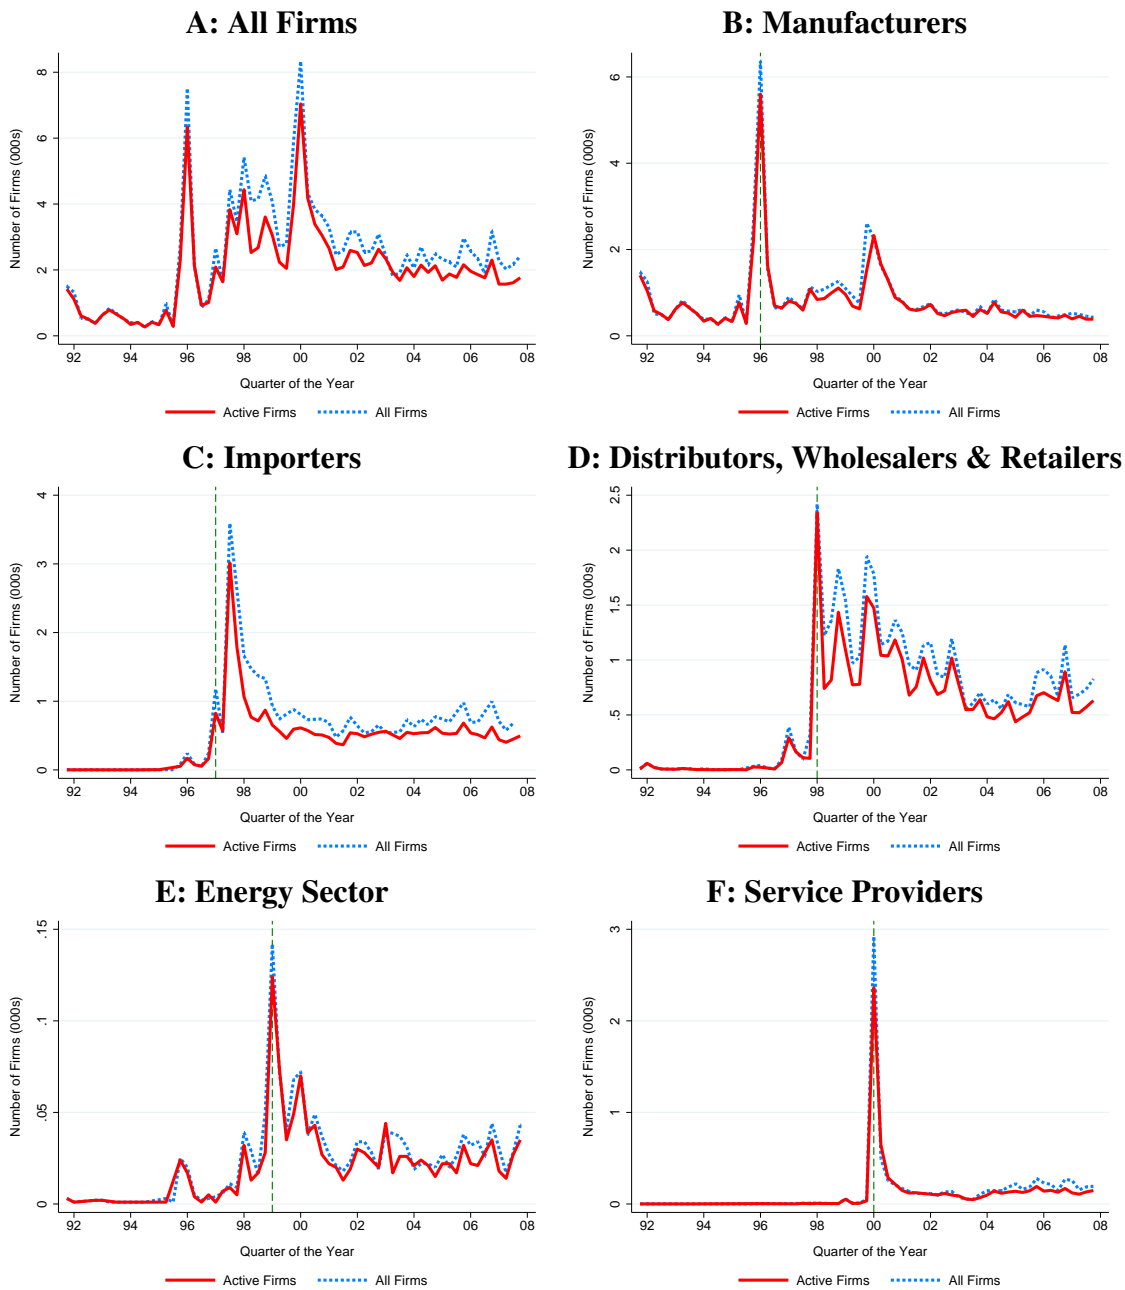 A: All Firms
Number of Firms (000s)
8
6
4
2
0
92 94 96 98 00 02 04 06 08
Quarter of the Year
Active Firms All Firms
B: Manufacturers
Number of Firms (000s)
6
4
2
0
92 94 96 98 00 02 04 06 08
Quarter of the Year
Active Firms All Firms
C: Importers
Number of Firms (000s)
4
3
2
1
0
92 94 96 98 00 02 04 06 08
Quarter of the Year
Active Firms All Firms
D: Distributors, Wholesalers & Retailers
Number of Firms (000s)
2.5
2
1.5
1
.5
0
92 94 96 98 00 02 04 06 08
Quarter of the Year
Active Firms All Firms
E: Energy Sector
Number of Firms (000s)
.15
.1
.05
0
92 94 96 98 00 02 04 06 08
Quarter of the Year
Active Firms All Firms
F: Service Providers
Number of Firms (000s)
3
2
1
0
92 94 96 98 00 02 04 06 08
Quarter of the Year
Active Firms All Firms